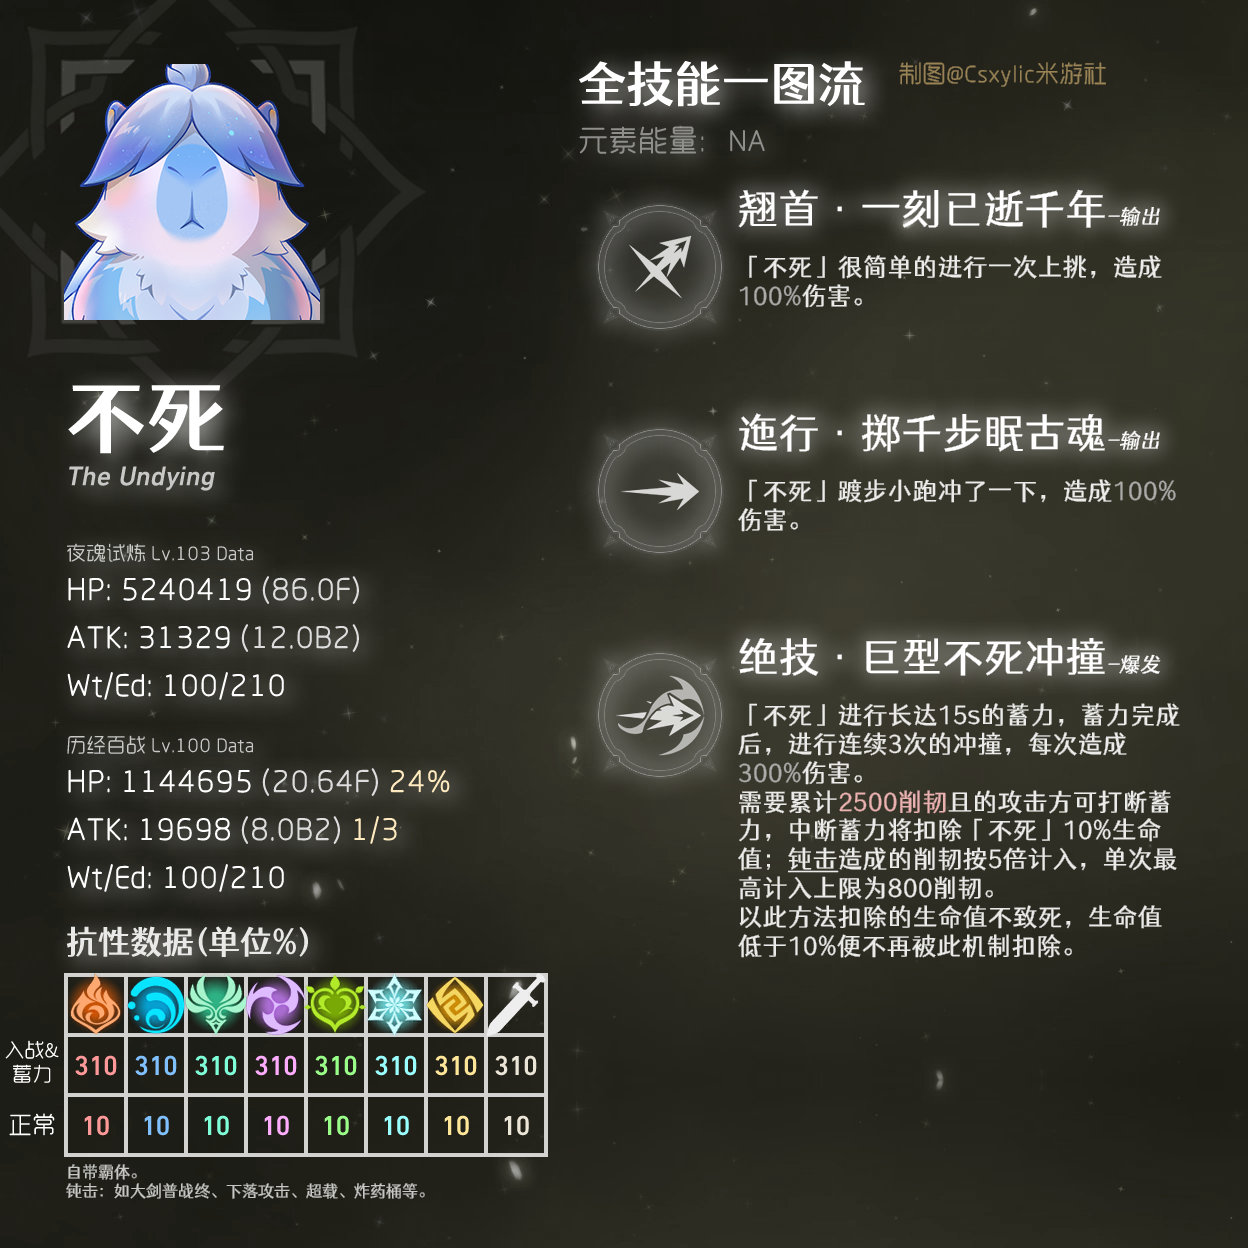 全技能一图流
制图@Csxylic米游社
元素能量: NA
翘首 · 一刻已逝千年-输出
「不死」很简单的进行一次上挑，造成
100%伤害。
迤行 · 掷千步眠古魂-输出
「不死」踱步小跑冲了一下，造成100%
伤害。
绝技 · 巨型不死冲撞-爆发
「不死」进行长达15s的蓄力，蓄力完成
后，进行连续3次的冲撞，每次造成
300%伤害。
需要累计2500削韧且的攻击方可打断蓄
力，中断蓄力将扣除「不死」10%生命
值；钝击造成的削韧按5倍计入，单次最
高计入上限为800削韧。
以此方法扣除的生命值不致死，生命值
低于10%便不再被此机制扣除。
不死
The Undying
夜魂试炼 Lv.103 Data
HP: 5240419 (86.0F)
ATK: 31329 (12.0B2)
Wt/Ed: 100/210
历经百战 Lv.100 Data
HP: 1144695 (20.64F) 24%
ATK: 19698 (8.0B2) 1/3
Wt/Ed: 100/210
抗性数据(单位%)
入战&
蓄力
310 310 310 310 310 310 310 310
正常 10 10 10 10 10 10 10 10
自带霸体。
钝击：如大剑普战终、下落攻击、超载、炸药桶等。